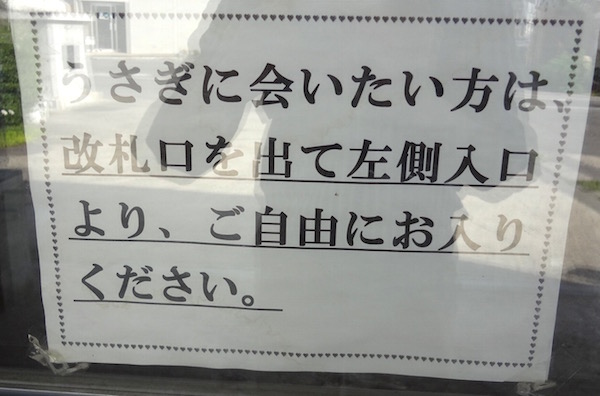 うさぎに会いたい方は、
改札口を出て左側入口
より、ご自由にお入り
ください。